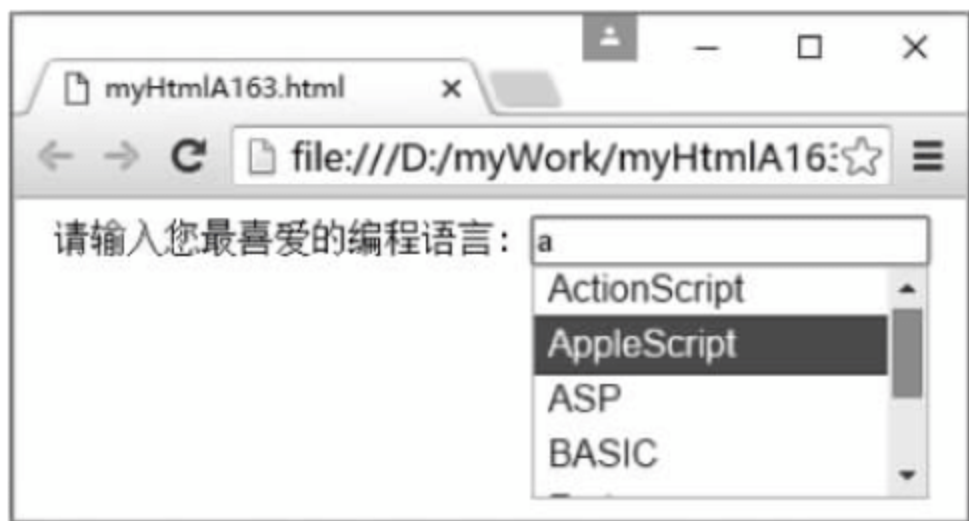 myHtmlA163.html
file:///D:/myWork/myHtmlA163
请输入您最喜爱的编程语言：
a
ActionScript
AppleScript
ASP
BASIC